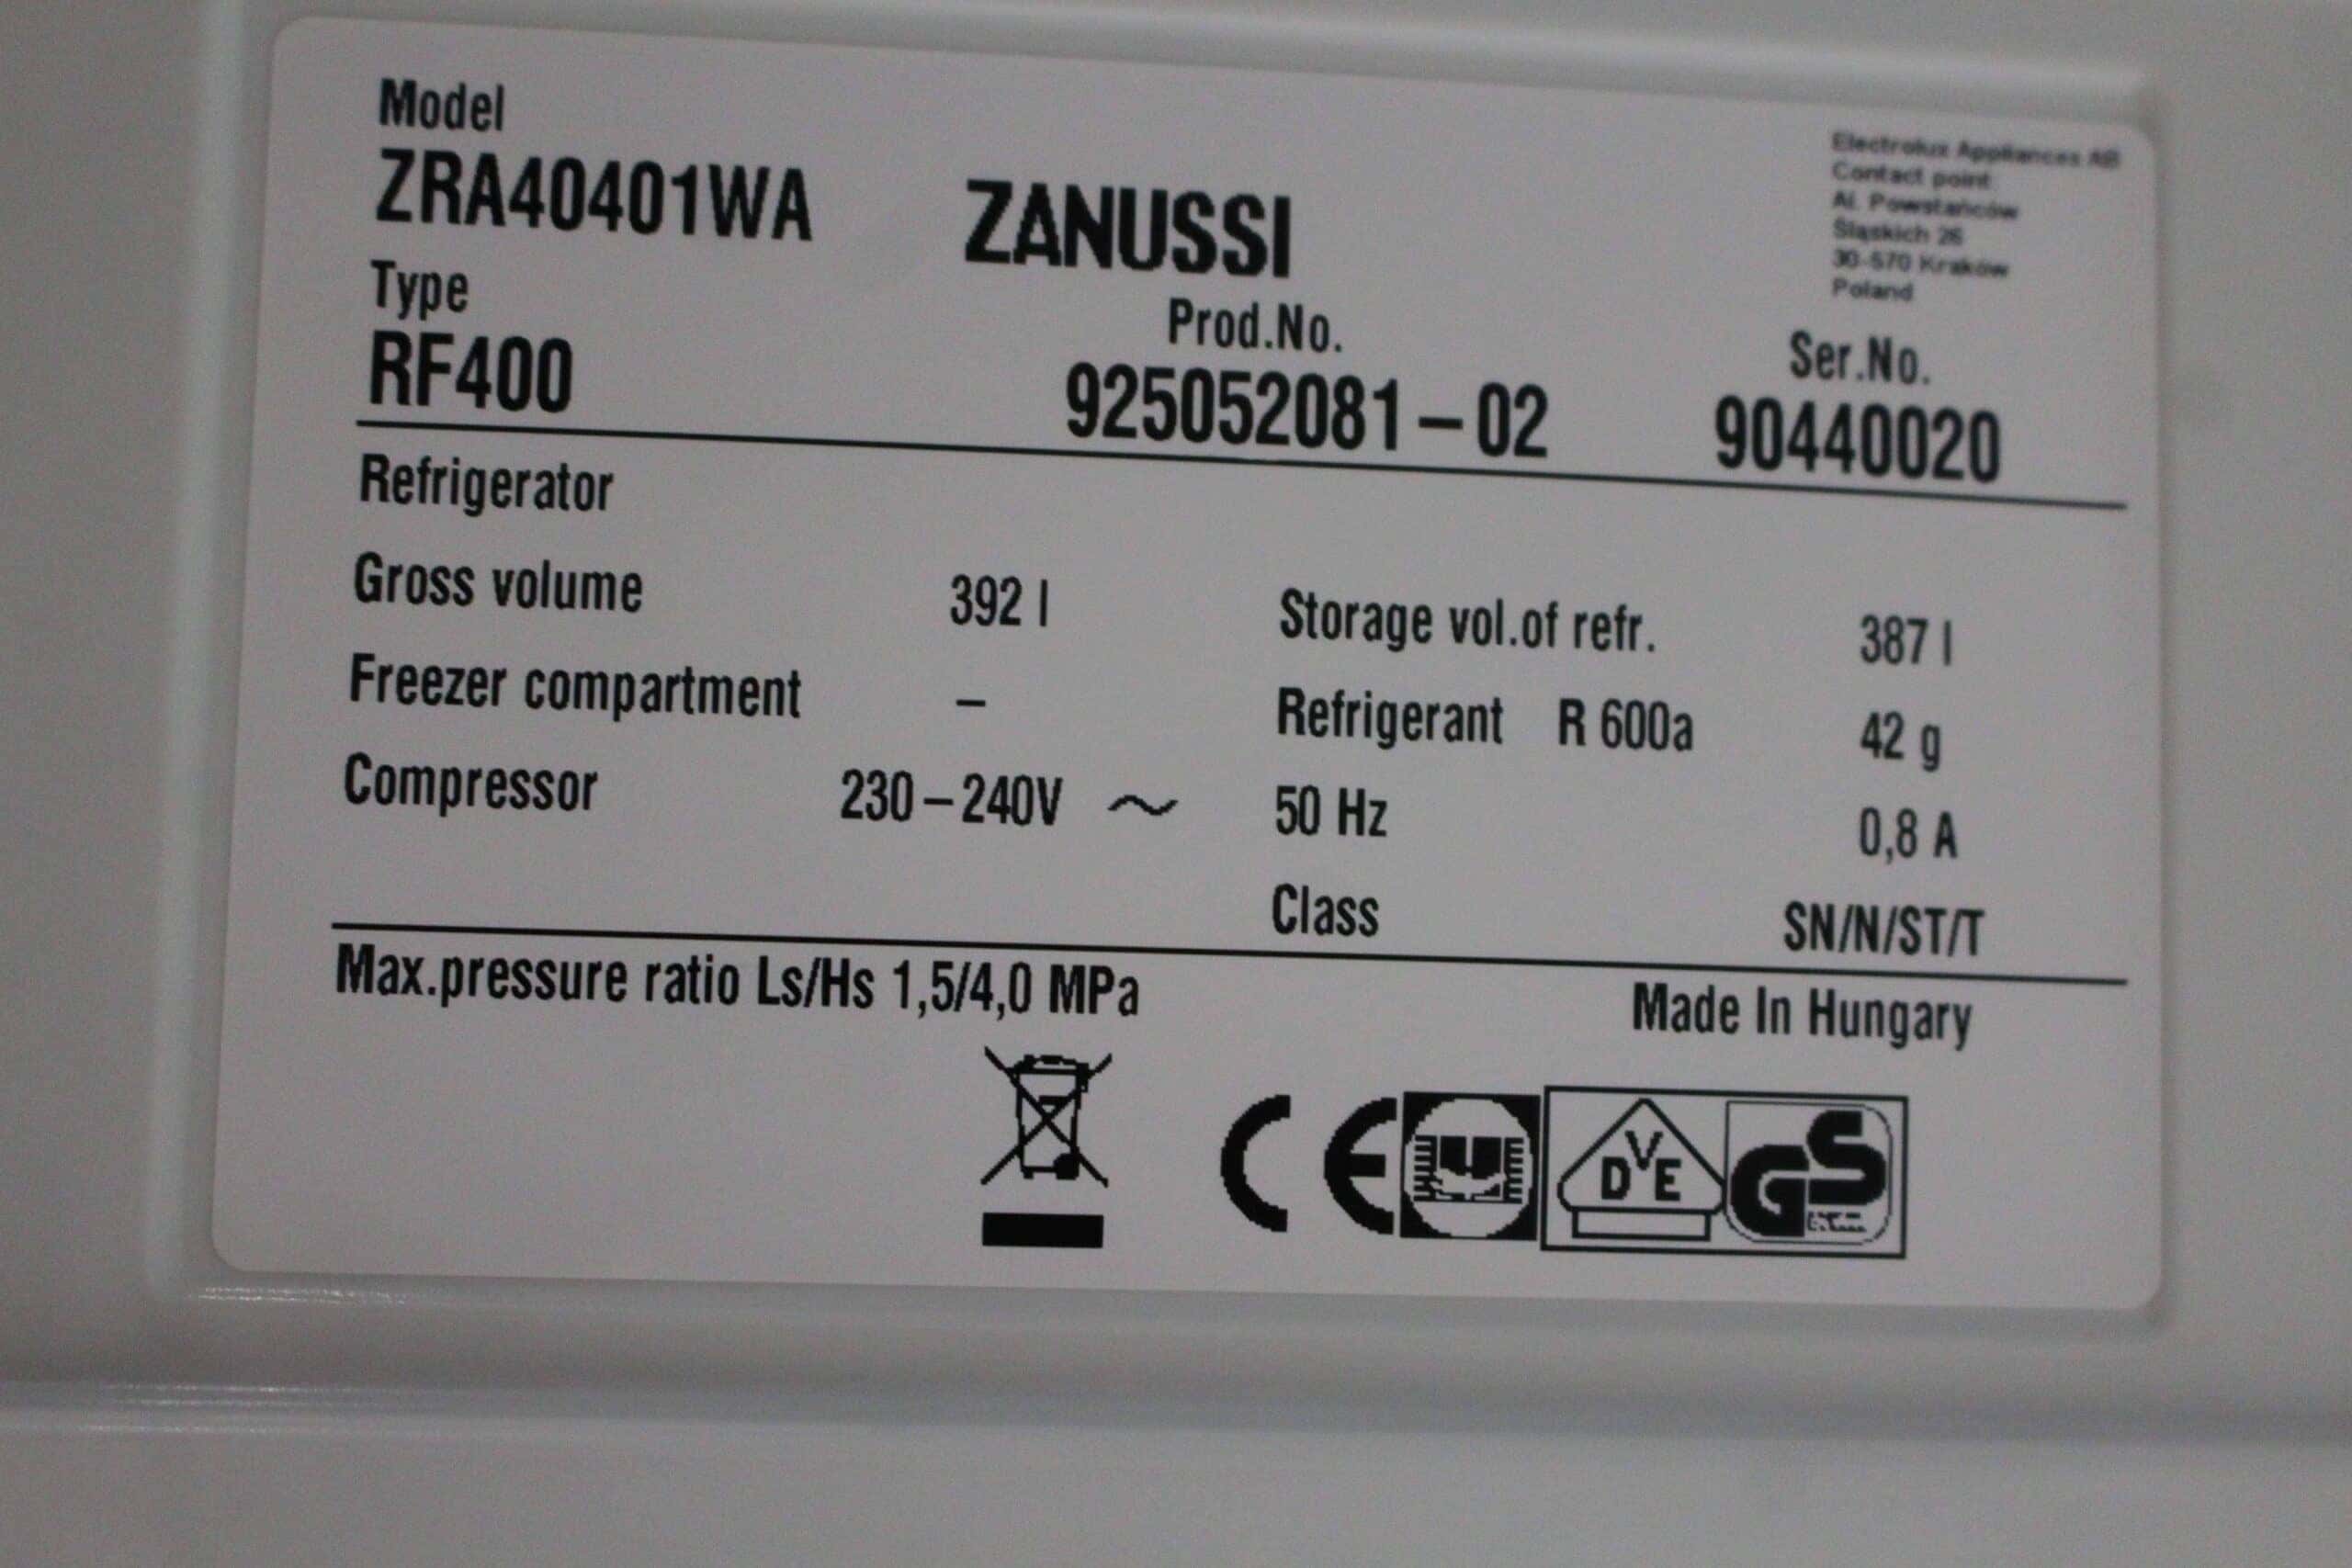 Model
ZRA40401WA
ZANUSSI
Electrolux Appliances AB
Contact point:
Al. Powstańców
Śląskich 26
30-570 Kraków
Poland
Type
RF400
Prod.No.
925052081-02
Ser.No.
90440020
Refrigerator
Gross volume 392 l Storage vol.of refr. 387 l
Freezer compartment - Refrigerant R 600a 42 g
Compressor 230-240V ~ 50 Hz 0,8 A
Class SN/N/ST/T
Max.pressure ratio Ls/Hs 1,5/4,0 MPa Made In Hungary
CE DVE GS